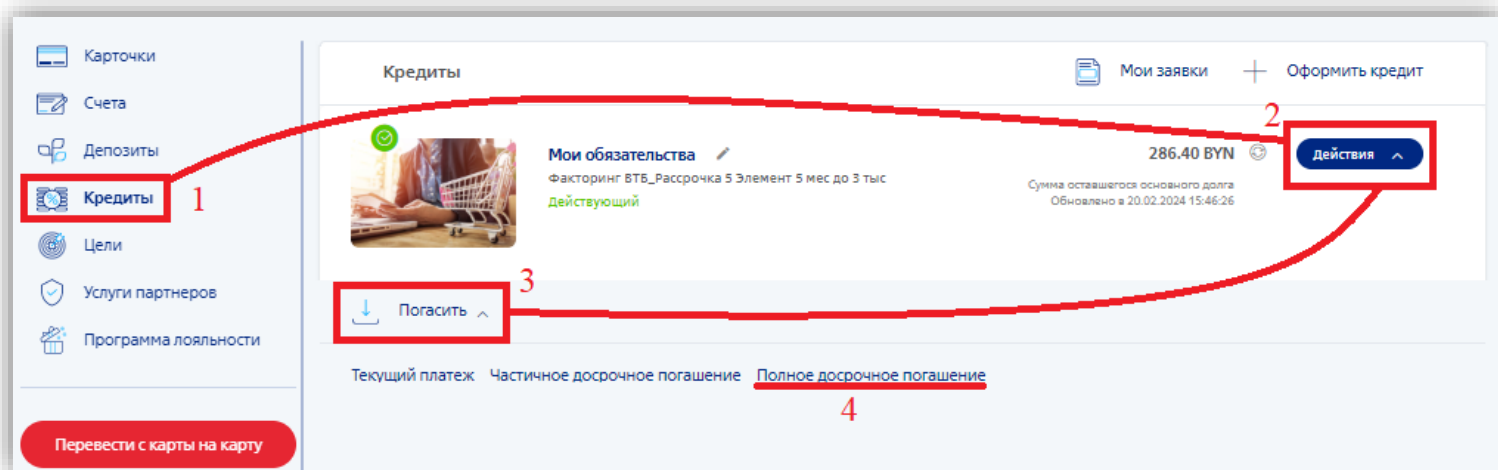 Карточки
Счета
Депозиты
Кредиты
1
Цели
Услуги партнеров
Программа лояльности
Перевести с карты на карту
Кредиты
Мои заявки
Оформить кредит
2
Мои обязательства
286.40 BYN
Действия
Факторинг ВТБ_Рассрочка 5 Элемент 5 мес до 3 тыс
Сумма оставшегося основного долга
Действующий
Обновлено в 20.02.2024 15:46:26
3
Погасить
Текущий платеж Частичное досрочное погашение Полное досрочное погашение
4